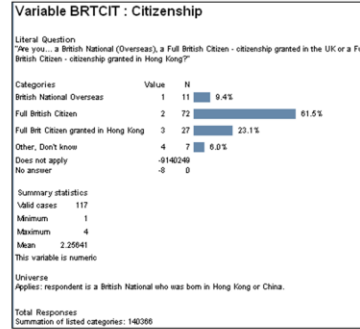 Variable BRTCIT : Citizenship
Literal Question
"Are you... a British National (Overseas), a Full British Citizen - citizenship granted in the UK or a Fu
British Citizen - citizenship granted in Hong Kong?"
Categories Value N
British National Overseas 1 11 9.4%
Full British Citizen 2 72 61.5%
Full Brit Citizen granted in Hong Kong 3 27 23.1%
Other, Don't know 4 7 6.0%
Does not apply -9140249
No answer -8 0
Summary statistics
Valid cases 117
Minimum 1
Maximum 4
Mean 2.25641
This variable is numeric
Universe
Applies: respondent is a British National who was born in Hong Kong or China.
Total Responses
Summation of listed categories: 140366